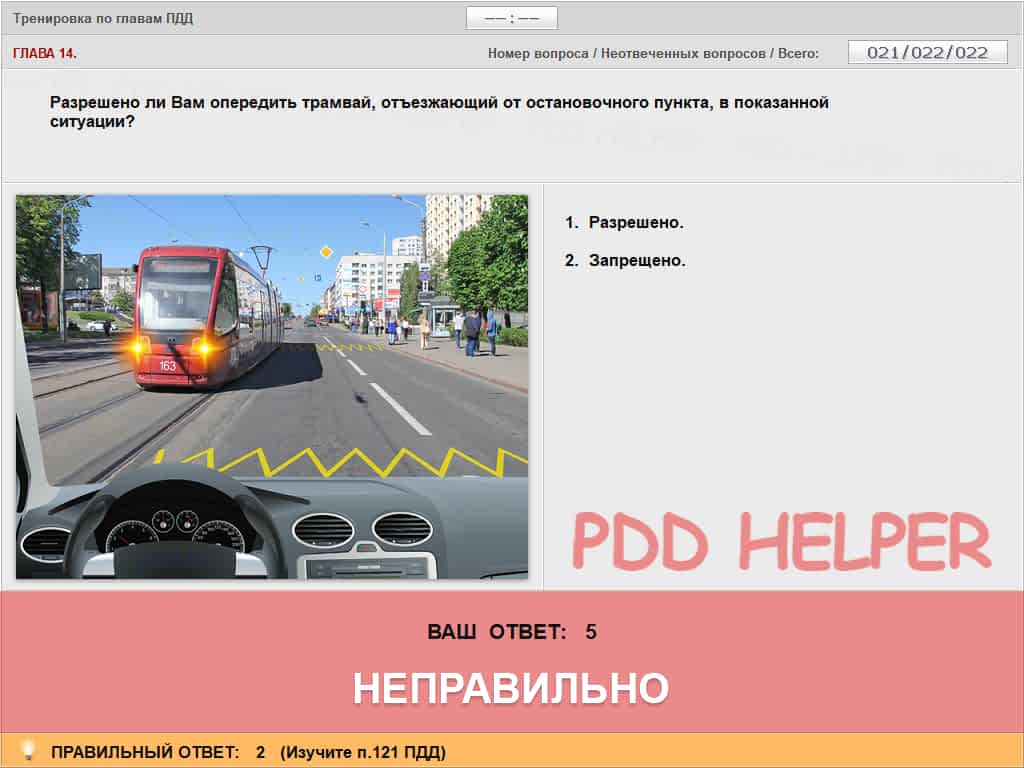 Тренировка по главам ПДД
–– : ––
ГЛАВА 14.
Номер вопроса / Неотвеченных вопросов / Всего:
021/022/022
Разрешено ли Вам опередить трамвай, отъезжающий от остановочного пункта, в показанной
ситуации?
1. Разрешено.
2. Запрещено.
163
PDD HELPER
ВАШ ОТВЕТ: 5
НЕПРАВИЛЬНО
ПРАВИЛЬНЫЙ ОТВЕТ: 2 (Изучите п.121 ПДД)